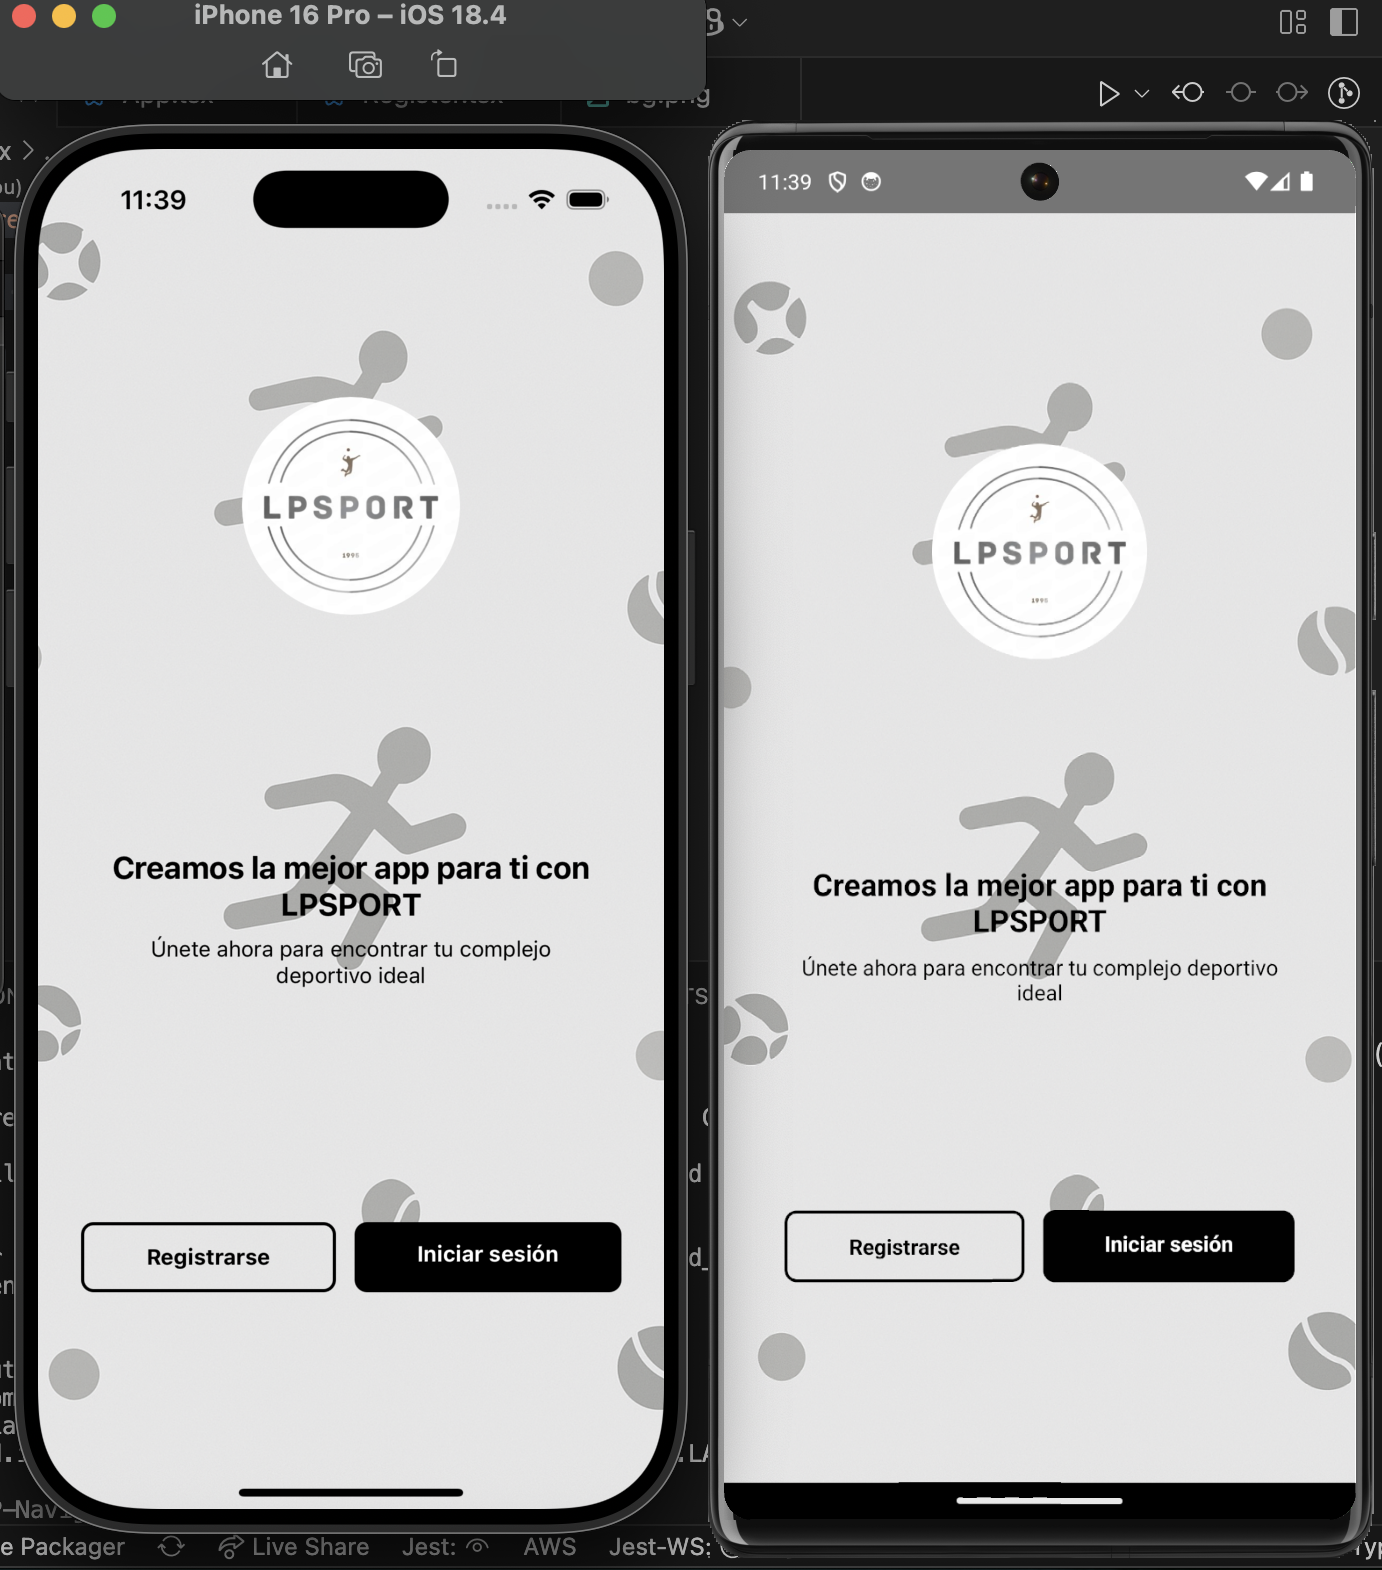 iPhone 16 Pro – iOS 18.4
11:39
LPSPORT
1990
Creamos la mejor app para ti con
LPSPORT
Únete ahora para encontrar tu complejo
deportivo ideal
Registrarse
Iniciar sesión
11:39
LPSPORT
1990
Creamos la mejor app para ti con
LPSPORT
Únete ahora para encontrar tu complejo deportivo
ideal
Registrarse
Iniciar sesión
e Packager
Live Share
Jest:
AWS
Jest-WS: